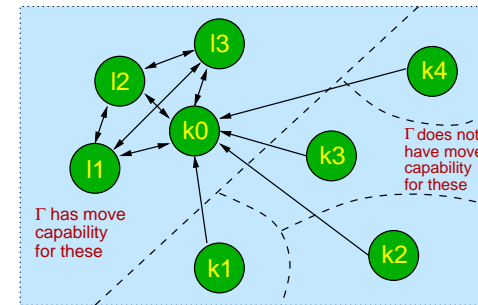 l3
l2
k4
k0
Γ does not
have move
capability
for these
k3
l1
Γ has move
capability
for these
k2
k1